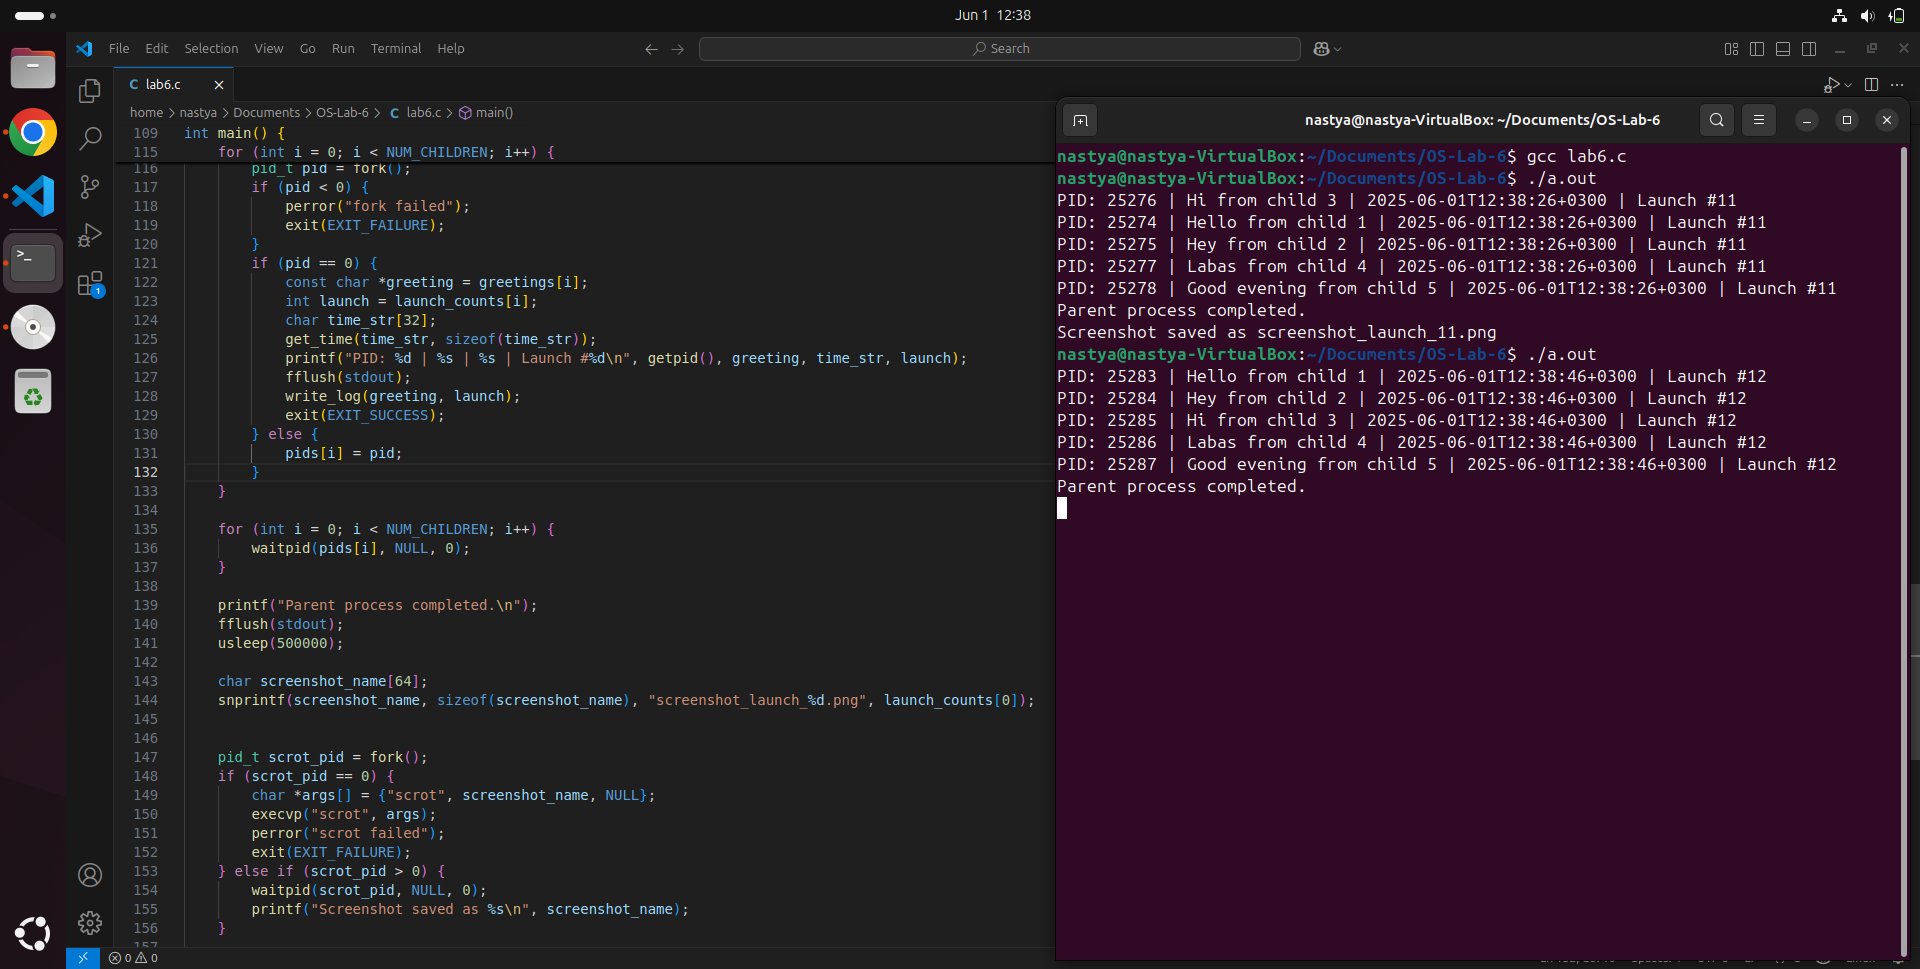 Jun 1 12:38
File Edit Selection View Go Run Terminal Help
Search
lab6.c
home > nastya > Documents > OS-Lab-6 > C lab6.c > main()
109 int main() {
115 for (int i = 0; i < NUM_CHILDREN; i++) {
116 pid_t pid = fork();
117 if (pid < 0) {
118 perror("fork failed");
119 exit(EXIT_FAILURE);
120 }
121 if (pid == 0) {
122 const char *greeting = greetings[i];
123 int launch = launch_counts[i];
124 char time_str[32];
125 get_time(time_str, sizeof(time_str));
126 printf("PID: %d | %s | %s | Launch #%d\n", getpid(), greeting, time_str, launch);
127 fflush(stdout);
128 write_log(greeting, launch);
129 exit(EXIT_SUCCESS);
130 } else {
131 pids[i] = pid;
132 }
133 }
134
135 for (int i = 0; i < NUM_CHILDREN; i++) {
136 waitpid(pids[i], NULL, 0);
137 }
138
139 printf("Parent process completed.\n");
140 fflush(stdout);
141 usleep(500000);
142
143 char screenshot_name[64];
144 snprintf(screenshot_name, sizeof(screenshot_name), "screenshot_launch_%d.png", launch_counts[0]);
145
146
147 pid_t scrot_pid = fork();
148 if (scrot_pid == 0) {
149 char *args[] = {"scrot", screenshot_name, NULL};
150 execvp("scrot", args);
151 perror("scrot failed");
152 exit(EXIT_FAILURE);
153 } else if (scrot_pid > 0) {
154 waitpid(scrot_pid, NULL, 0);
155 printf("Screenshot saved as %s\n", screenshot_name);
156 }
157
1
0 0
nastya@nastya-VirtualBox: ~/Documents/OS-Lab-6
nastya@nastya-VirtualBox:~/Documents/OS-Lab-6$ gcc lab6.c
nastya@nastya-VirtualBox:~/Documents/OS-Lab-6$ ./a.out
PID: 25276 | Hi from child 3 | 2025-06-01T12:38:26+0300 | Launch #11
PID: 25274 | Hello from child 1 | 2025-06-01T12:38:26+0300 | Launch #11
PID: 25275 | Hey from child 2 | 2025-06-01T12:38:26+0300 | Launch #11
PID: 25277 | Labas from child 4 | 2025-06-01T12:38:26+0300 | Launch #11
PID: 25278 | Good evening from child 5 | 2025-06-01T12:38:26+0300 | Launch #11
Parent process completed.
Screenshot saved as screenshot_launch_11.png
nastya@nastya-VirtualBox:~/Documents/OS-Lab-6$ ./a.out
PID: 25283 | Hello from child 1 | 2025-06-01T12:38:46+0300 | Launch #12
PID: 25284 | Hey from child 2 | 2025-06-01T12:38:46+0300 | Launch #12
PID: 25285 | Hi from child 3 | 2025-06-01T12:38:46+0300 | Launch #12
PID: 25286 | Labas from child 4 | 2025-06-01T12:38:46+0300 | Launch #12
PID: 25287 | Good evening from child 5 | 2025-06-01T12:38:46+0300 | Launch #12
Parent process completed.